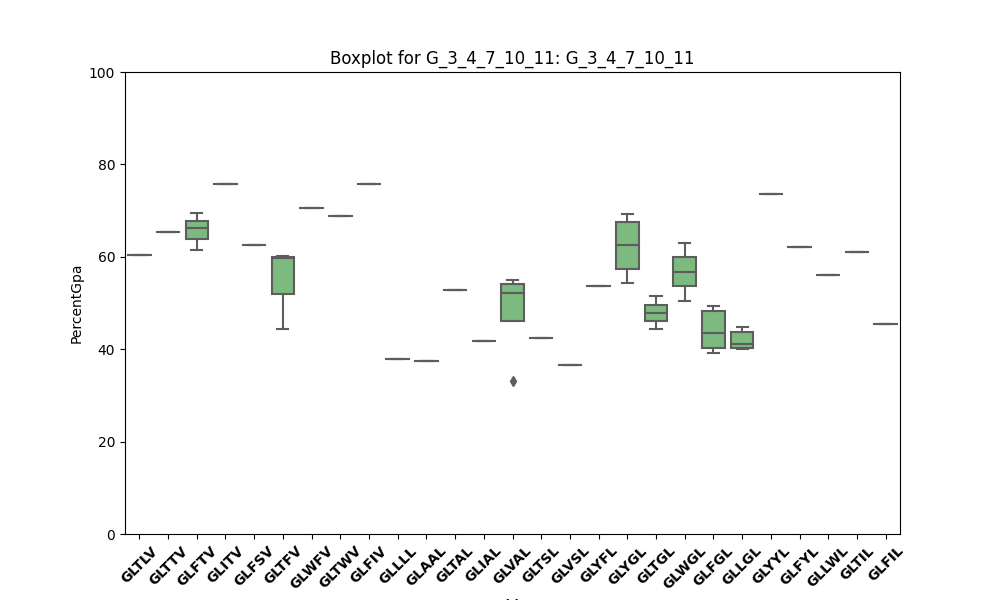 Boxplot for G_3_4_7_10_11: G_3_4_7_10_11
PercentGpa
100
80
60
40
20
0
GLTLV GLTTV GLFTV GLITV GLFSV GLTFV GLWFV GLTWV GLFIV GLLLL GLAAL GLTAL GLIAL GLVAL GLTSL GLVSL GLYFL GLYGL GLTGL GLWGL GLFGL GLLGL GLYYL GLFYL GLLWL GLTIL GLFIL